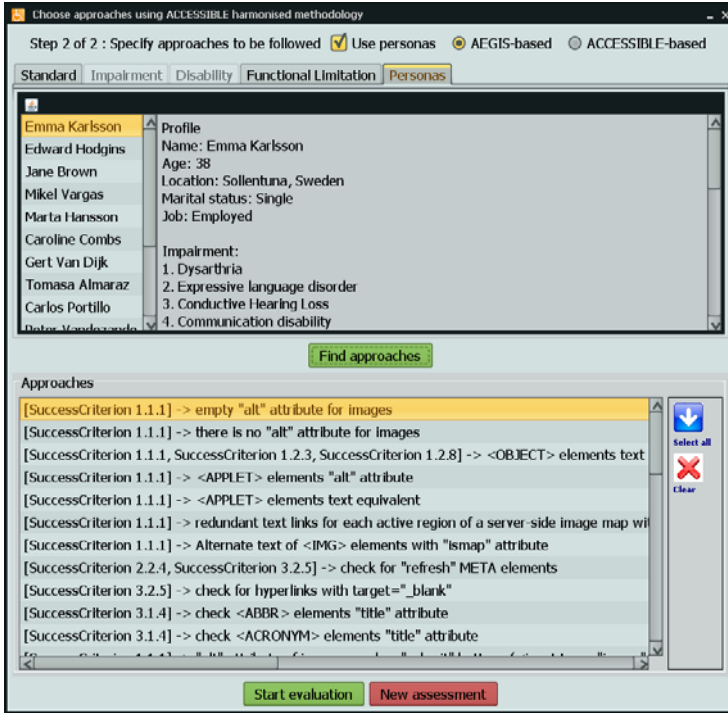 Choose approaches using ACCESSIBLE harmonised methodology
Step 2 of 2 : Specify approaches to be followed Use personas AEGIS-based ACCESSIBLE-based
Standard Impairment Disability Functional Limitation Personas
Emma Karlsson
Edward Hodgins
Jane Brown
Mikel Vargas
Marta Hansson
Caroline Combs
Gert Van Dijk
Tomasa Almaraz
Carlos Portillo
Profile
Name: Emma Karlsson
Age: 38
Location: Sollentuna, Sweden
Marital status: Single
Job: Employed
Impairment:
1. Dysarthria
2. Expressive language disorder
3. Conductive Hearing Loss
4. Communication disability
Find approaches
Approaches
[SuccessCriterion 1.1.1] -> empty "alt" attribute for images
[SuccessCriterion 1.1.1] -> there is no "alt" attribute for images
[SuccessCriterion 1.1.1, SuccessCriterion 1.2.3, SuccessCriterion 1.2.8] -> <OBJECT> elements text
[SuccessCriterion 1.1.1] -> <APPLET> elements "alt" attribute
[SuccessCriterion 1.1.1] -> <APPLET> elements text equivalent
[SuccessCriterion 1.1.1] -> redundant text links for each active region of a server-side image map wi
[SuccessCriterion 1.1.1] -> Alternate text of <IMG> elements with "ismap" attribute
[SuccessCriterion 2.2.4, SuccessCriterion 3.2.5] -> check for "refresh" META elements
[SuccessCriterion 3.2.5] -> check for hyperlinks with target="_blank"
[SuccessCriterion 3.1.4] -> check <ABBR> elements "title" attribute
[SuccessCriterion 3.1.4] -> check <ACRONYM> elements "title" attribute
Select all
Clear
Start evaluation New assessment